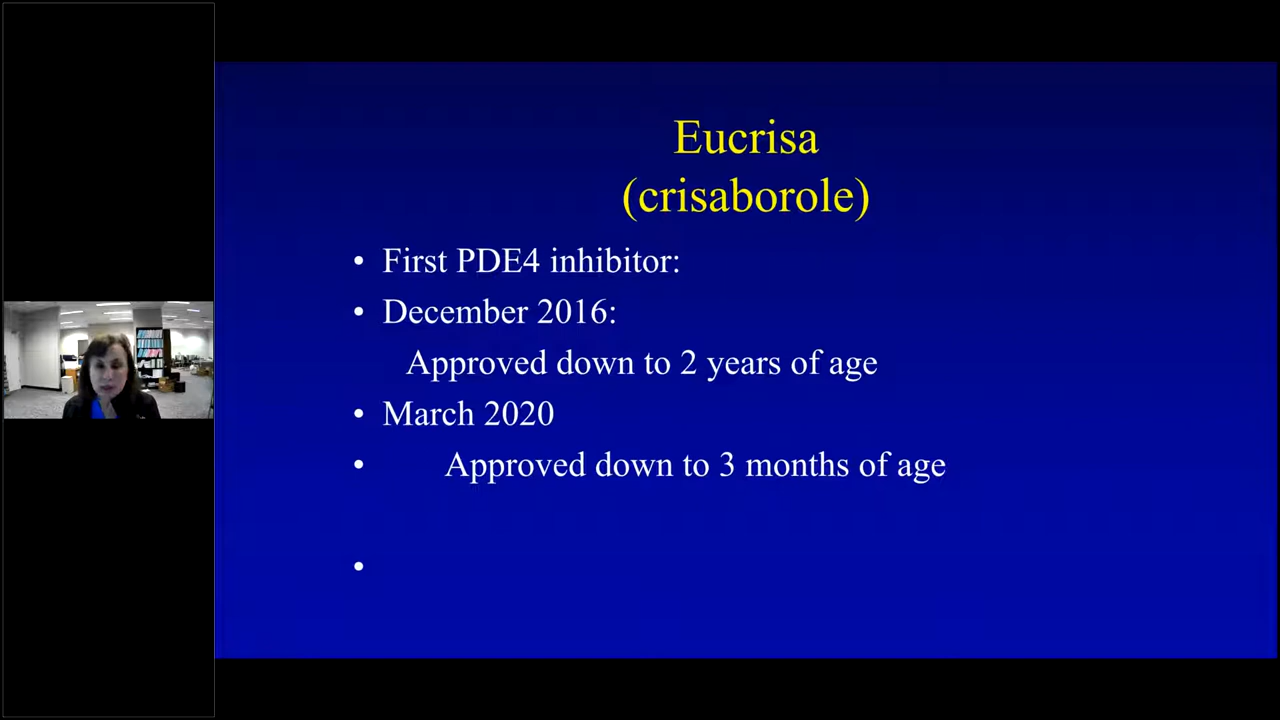 Eucrisa
(crisaborole)
• First PDE4 inhibitor:
• December 2016:
Approved down to 2 years of age
• March 2020
• Approved down to 3 months of age
•